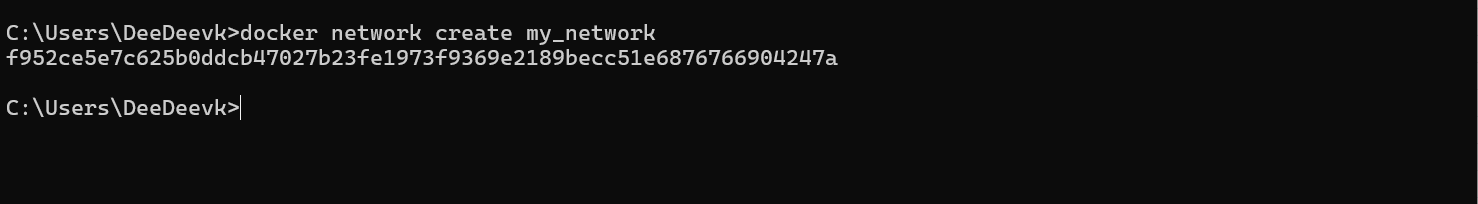 C:\Users\DeeDeevk>docker network create my_network
f952ce5e7c625b0ddcb47027b23fe1973f9369e2189becc51e6876766904247a
C:\Users\DeeDeevk>